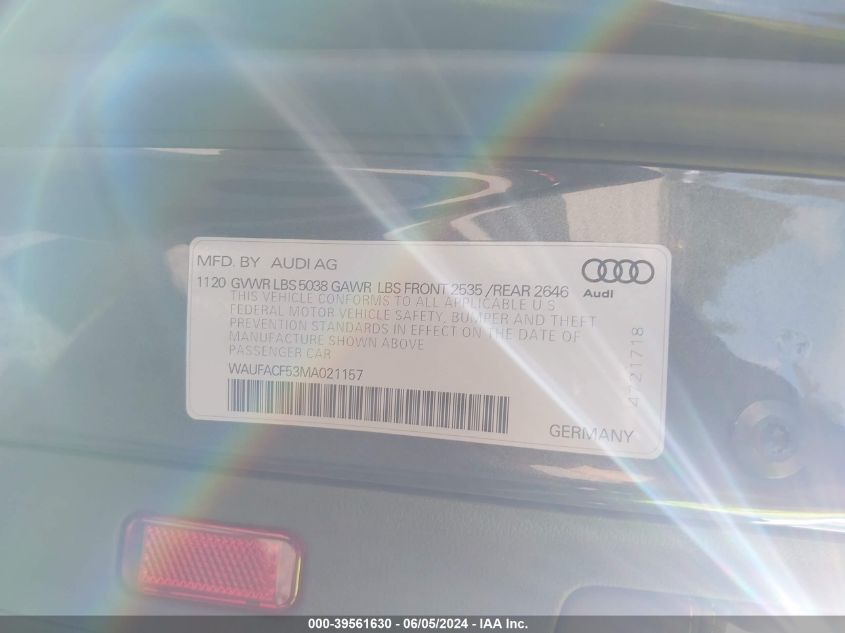 MFD. BY AUDI AG
1120 GVWR LBS 5038 GAWR LBS FRONT 2535 /REAR 2646
Audi
THIS VEHICLE CONFORMS TO ALL APPLICABLE U S
FEDERAL MOTOR VEHICLE SAFETY, BUMPER AND THEFT
PREVENTION STANDARDS IN EFFECT ON THE DATE OF
MANUFACTURE SHOWN ABOVE
PASSENGER CAR
WAUFACF53MA021157
4721718
GERMANY
000-39561630 - 06/05/2024 - IAA Inc.